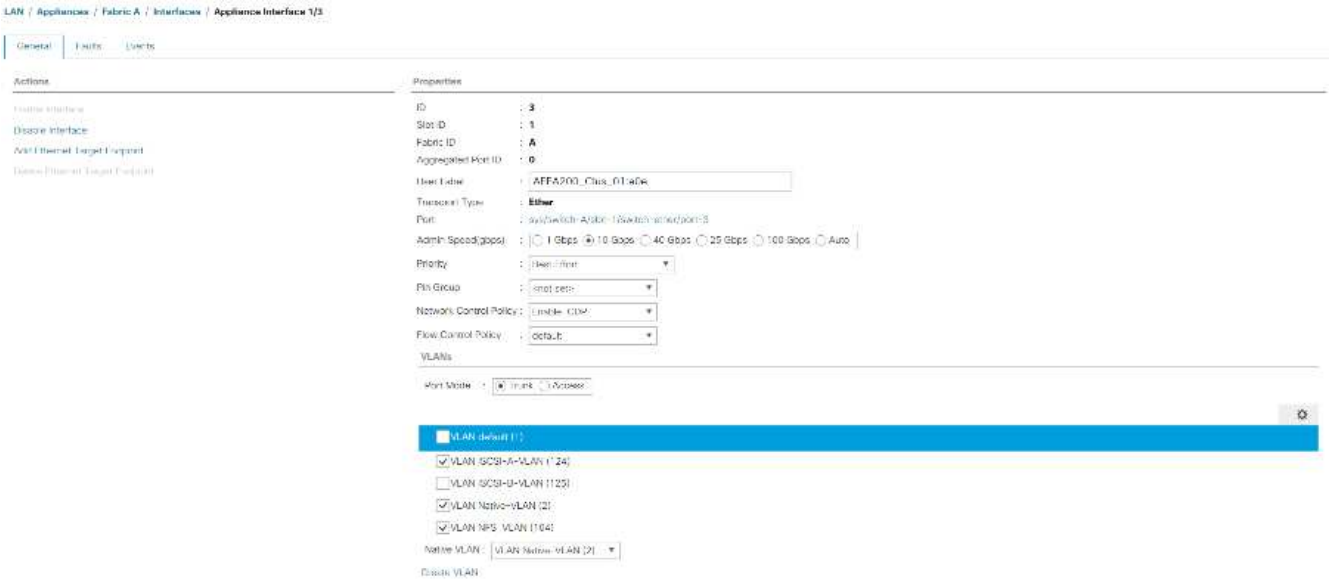 LAN / Appliances / Fabric A / Interfaces / Appliance Interface 1/3
General Faults Events
Actions
Enable Interface
Disable Interface
Add Ethernet Target Endpoint
Delete Ethernet Target Endpoint
Properties
ID : 3
Slot ID : 1
Fabric ID : A
Aggregated Port ID : 0
User Label :
Transport Type : Ether
Port : sys/switch-A/slot-1/switch-ether/port-3
Admin Speed(gbps) : 1 Gbps 10 Gbps 40 Gbps 25 Gbps 100 Gbps Auto
Priority : Best Effort
Pin Group : <not set>
Network Control Policy : Enable_CDP
Flow Control Policy : default
VLANs
Port Mode : Trunk Access
VLAN default (1)
VLAN iSCSI-A-VLAN (124)
VLAN iSCSI-B-VLAN (125)
VLAN Native-VLAN (2)
VLAN NFS_VLAN (104)
Native VLAN : VLAN Native-VLAN (2)
Create VLAN